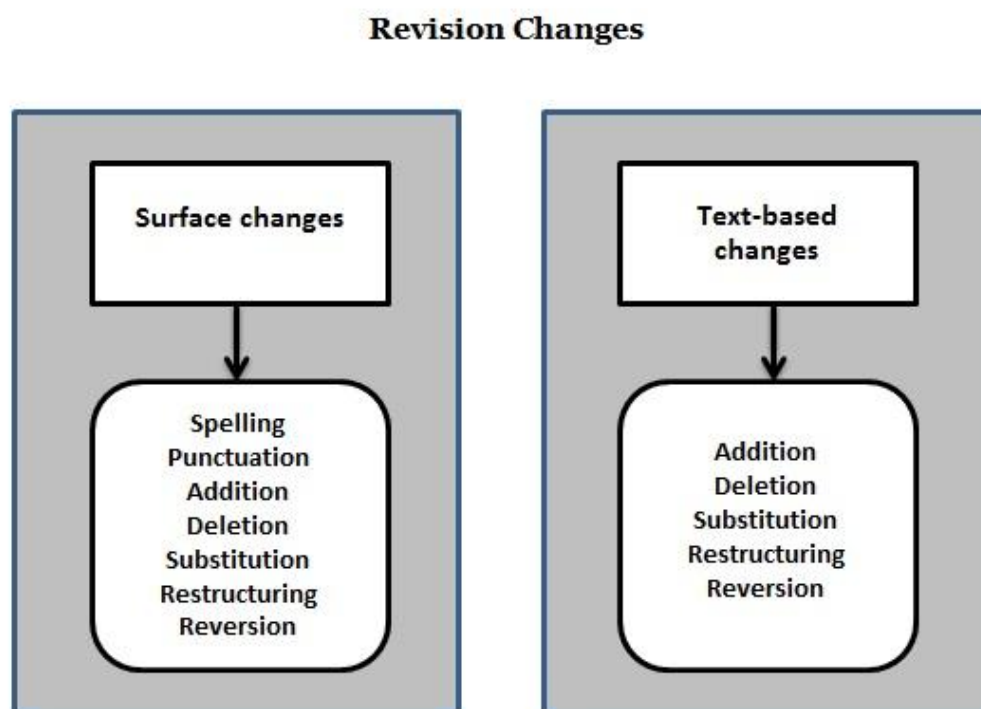 Revision Changes
Surface changes
Spelling
Punctuation
Addition
Deletion
Substitution
Restructuring
Reversion
Text-based
changes
Addition
Deletion
Substitution
Restructuring
Reversion